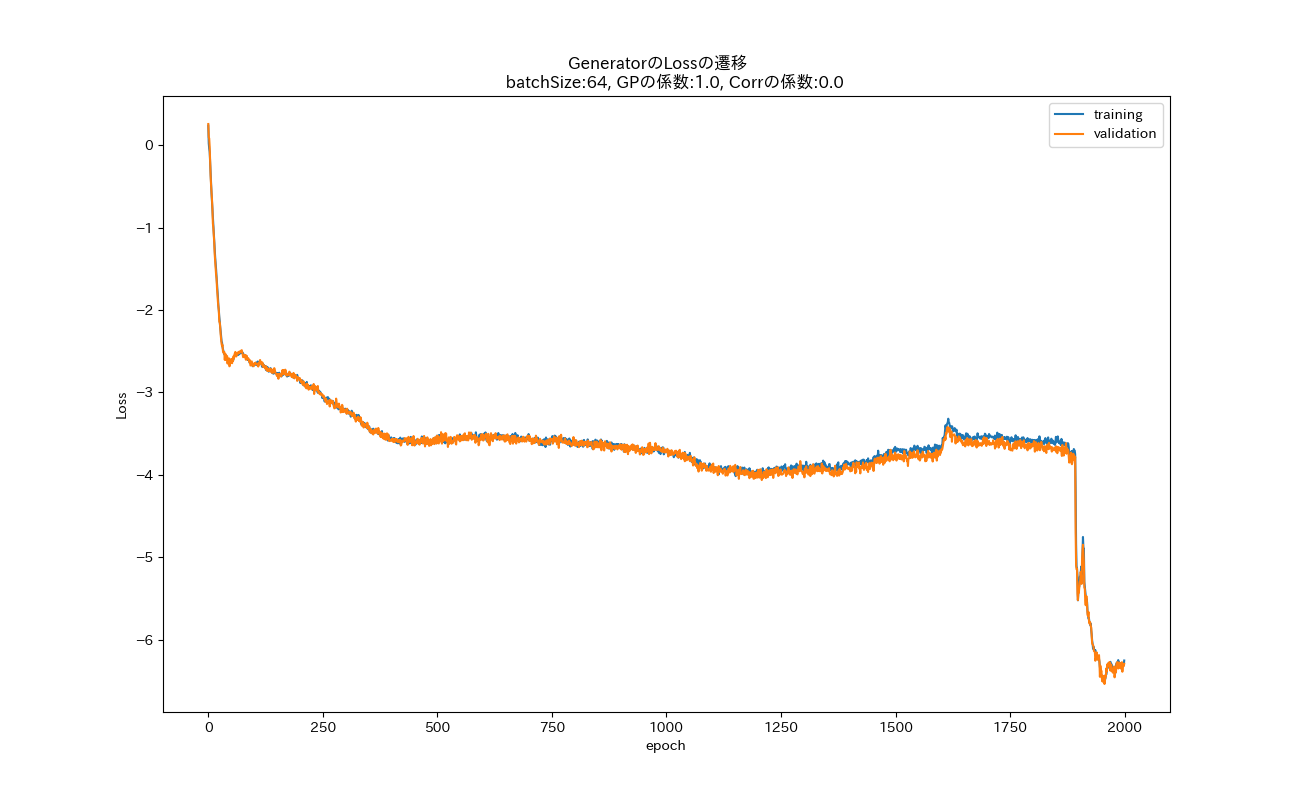 GeneratorのLossの遷移
batchSize:64, GPの係数:1.0, Corrの係数:0.0
training
validation
0
−1
−2
−3
−4
−5
−6
Loss
0 250 500 750 1000 1250 1500 1750 2000
epoch